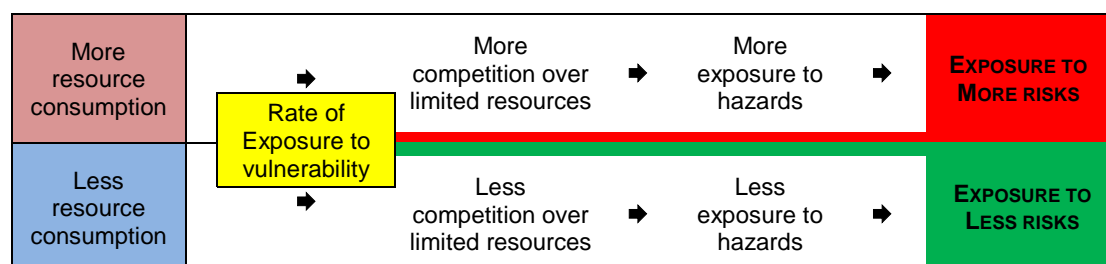 More
resource
consumption
More
competition over
limited resources
More
exposure to
hazards
EXPOSURE TO
MORE RISKS
Rate of
Exposure to
vulnerability
Less
resource
consumption
Less
competition over
limited resources
Less
exposure to
hazards
EXPOSURE TO
LESS RISKS